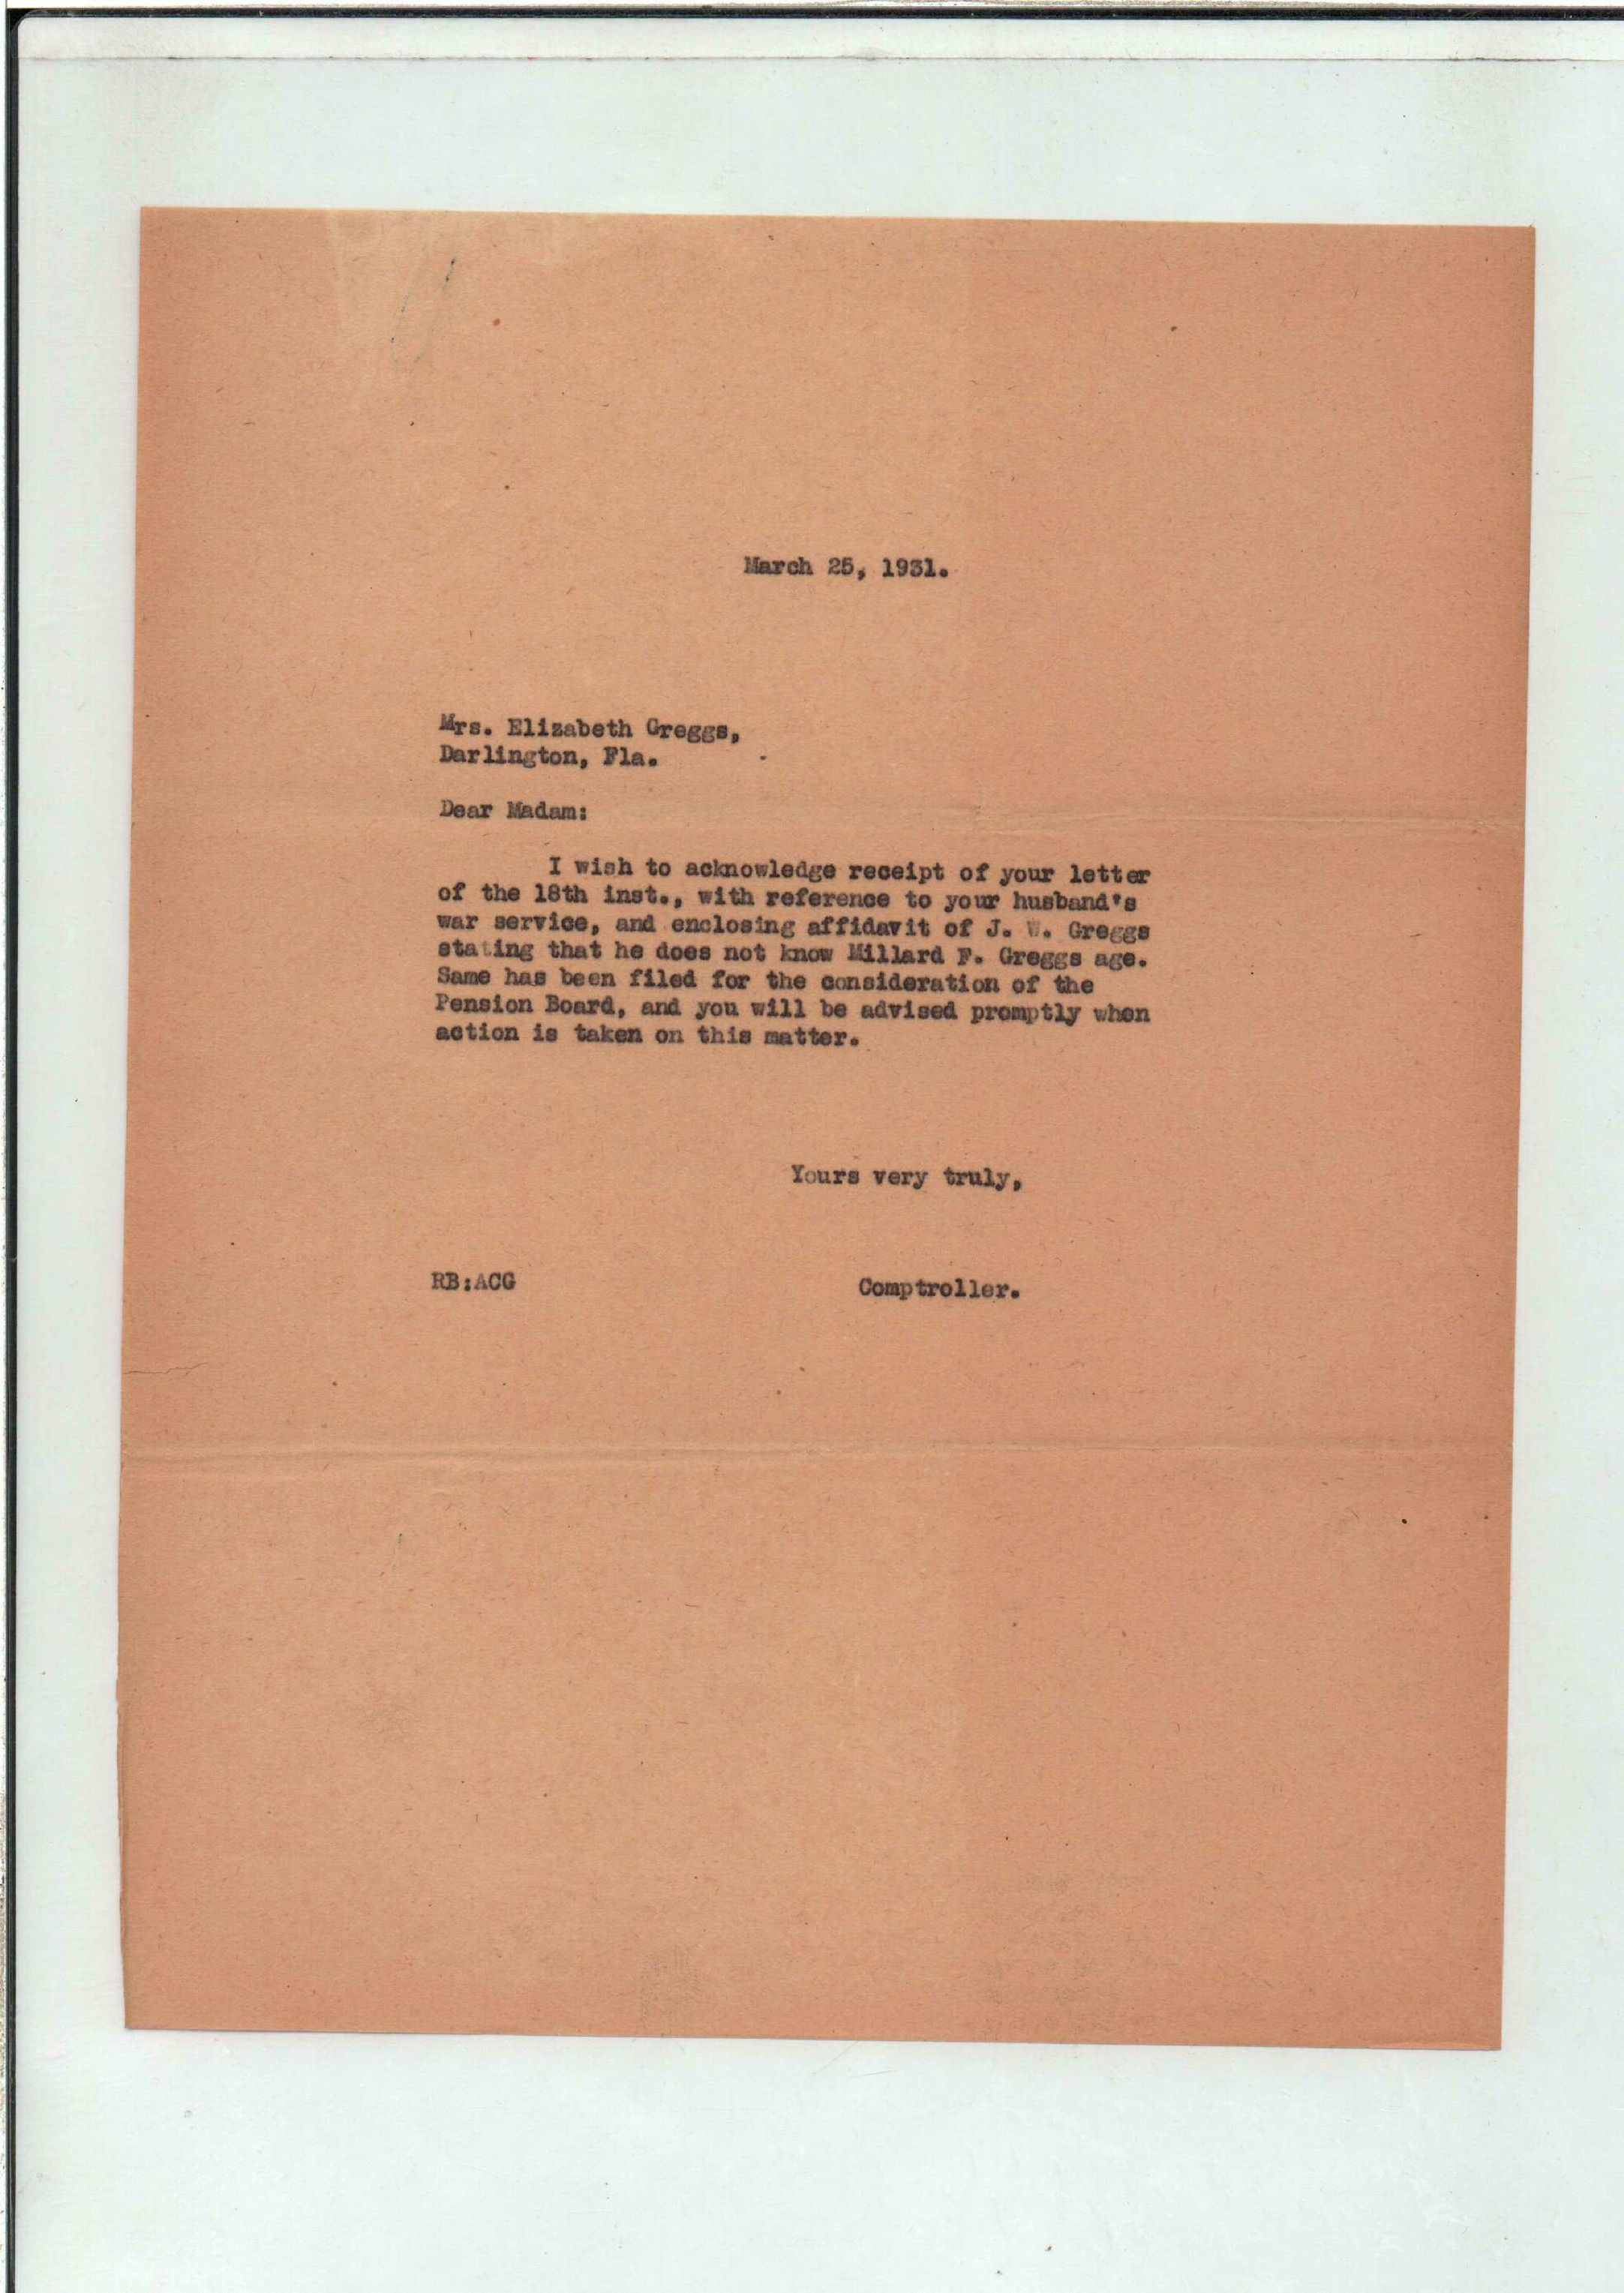 March 25, 1931.
Mrs. Elizabeth Greggs,
Darlington, Fla.
Dear Madam:
I wish to acknowledge receipt of your letter
of the 18th inst., with reference to your husband's
war service, and enclosing affidavit of J. W. Greggs
stating that he does not know Millard F. Greggs age.
Same has been filed for the consideration of the
Pension Board, and you will be advised promptly when
action is taken on this matter.
Yours very truly,
RB:ACG
Comptroller.